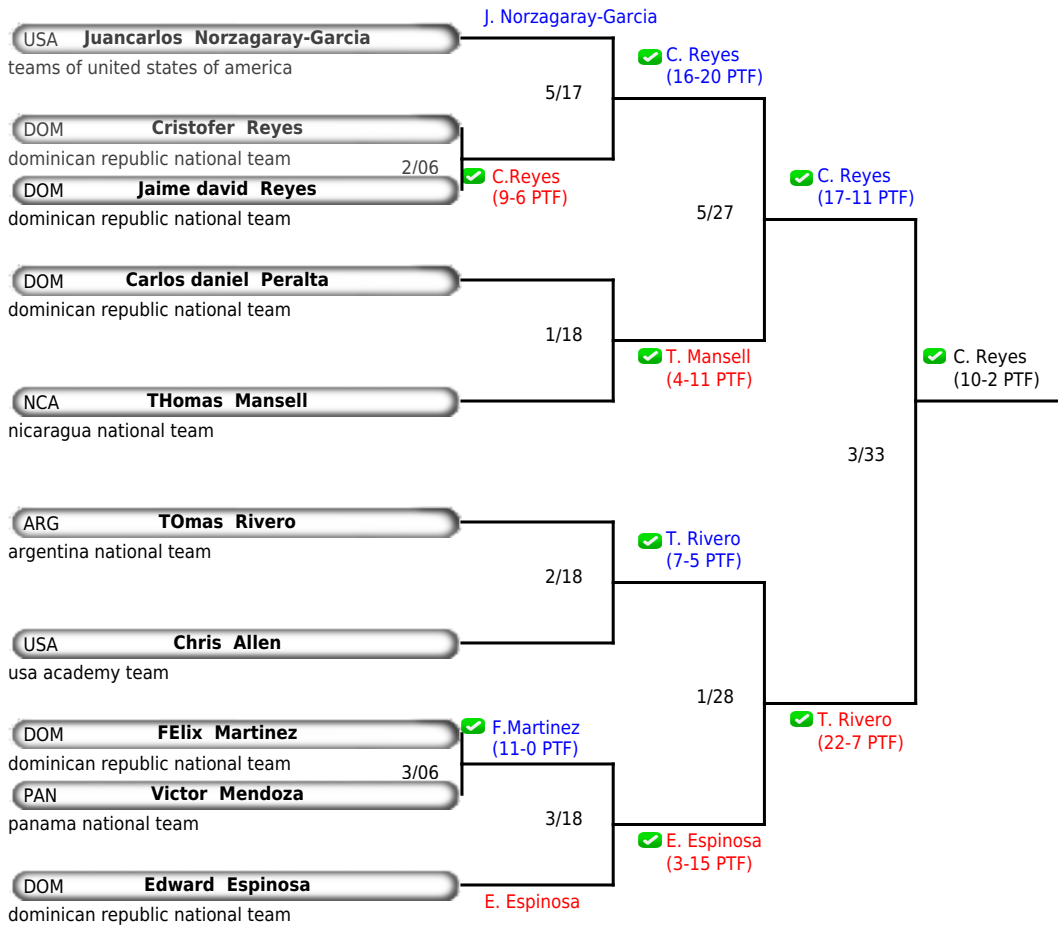 J. Norzagaray-Garcia
USA Juancarlos Norzagaray-Garcia
teams of united states of america
C. Reyes
(16-20 PTF)
5/17
DOM Cristofer Reyes
dominican republic national team
2/06
C.Reyes
(9-6 PTF)
DOM Jaime david Reyes
dominican republic national team
C. Reyes
(17-11 PTF)
5/27
DOM Carlos daniel Peralta
dominican republic national team
1/18
T. Mansell
(4-11 PTF)
C. Reyes
(10-2 PTF)
NCA THomas Mansell
nicaragua national team
3/33
ARG TOmas Rivero
argentina national team
T. Rivero
(7-5 PTF)
2/18
USA Chris Allen
usa academy team
1/28
T. Rivero
(22-7 PTF)
DOM FElix Martinez
dominican republic national team
F.Martinez
(11-0 PTF)
3/06
PAN Victor Mendoza
panama national team
3/18
E. Espinosa
(3-15 PTF)
DOM Edward Espinosa
dominican republic national team
E. Espinosa